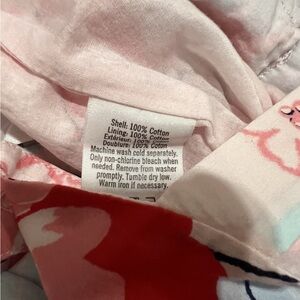 Shell: 100% Cotton
Lining: 100% Cotton
Extérieur: 100% Coton
Doublure: 100% Coton
Machine wash cold separately.
Only non-chlorine bleach when
needed. Remove from washer
promptly. Tumble dry low.
Warm iron if necessary.